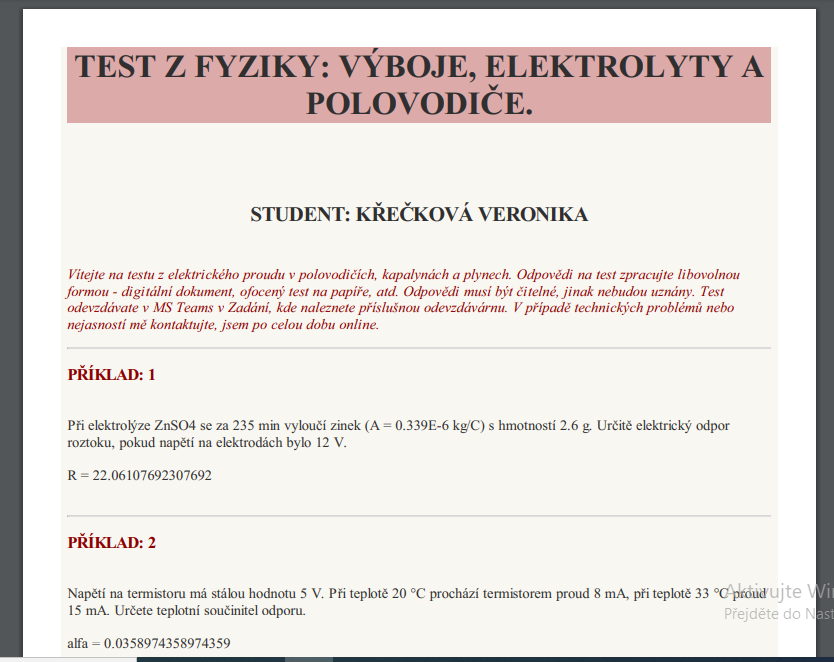 TEST Z FYZIKY: VÝBOJE, ELEKTROLYTY A
POLOVODIČE.
STUDENT: KŘEČKOVÁ VERONIKA
Vítejte na testu z elektrického proudu v polovodičích, kapalynách a plynech. Odpovědi na test zpracujte libovolnou
formou - digitální dokument, ofocený test na papíře, atd. Odpovědi musí být čitelné, jinak nebudou uznány. Test
odevzdávate v MS Teams v Zadání, kde naleznete příslušnou odevzdávárnu. V případě technických problémů nebo
nejasností mě kontaktujte, jsem po celou dobu online.
PŘÍKLAD: 1
Při elektrolýze ZnSO4 se za 235 min vyloučí zinek (A = 0.339E-6 kg/C) s hmotností 2.6 g. Určitě elektrický odpor
roztoku, pokud napětí na elektrodách bylo 12 V.
R = 22.06107692307692
PŘÍKLAD: 2
Napětí na termistoru má stálou hodnotu 5 V. Při teplotě 20 °C prochází termistorem proud 8 mA, při teplotě 33 °C proud
15 mA. Určete teplotní součinitel odporu.
alfa = 0.0358974358974359
Aktivujte Win
Přejděte do Nast